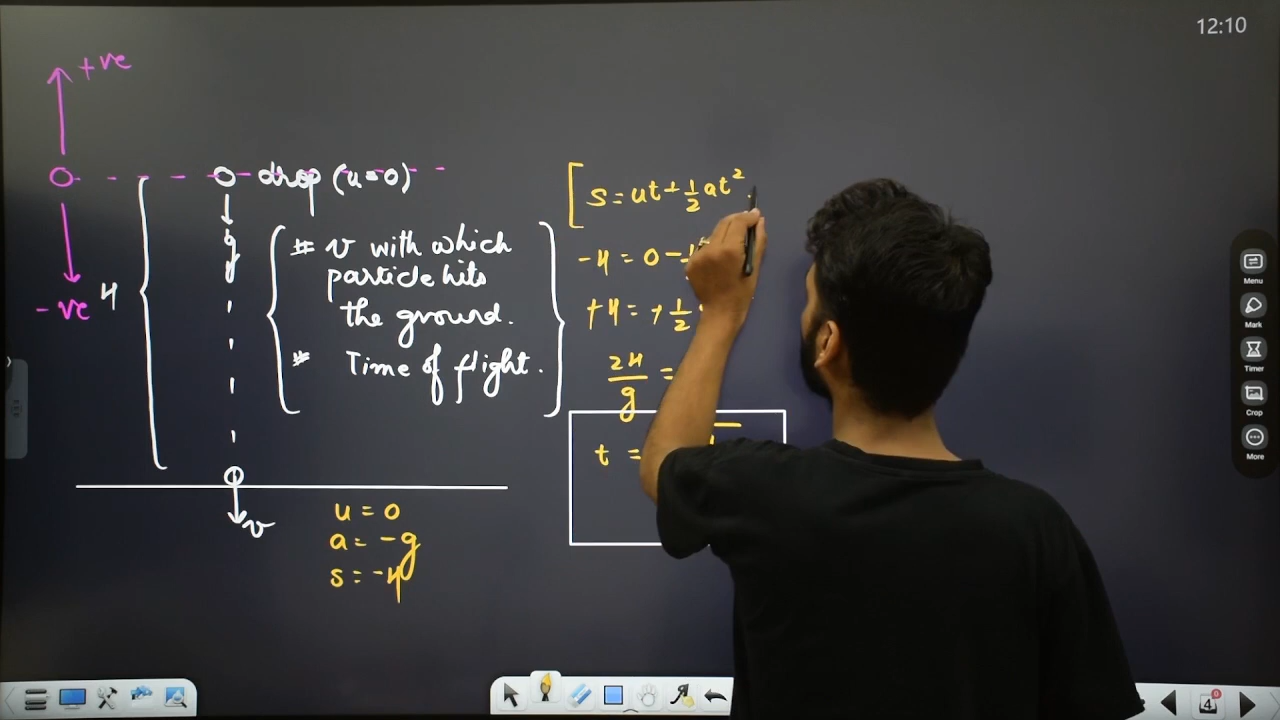 12:10
+ve
drop (u=0)
g
-ve
H
# v with which
particle hits
the ground.
# Time of flight.
v
u = 0
a = -g
s = -H
s = ut + 1/2 at²
-H = 0 -
+H = + 1/2
2H/g =
t =
Menu
Mark
Timer
Crop
More
4